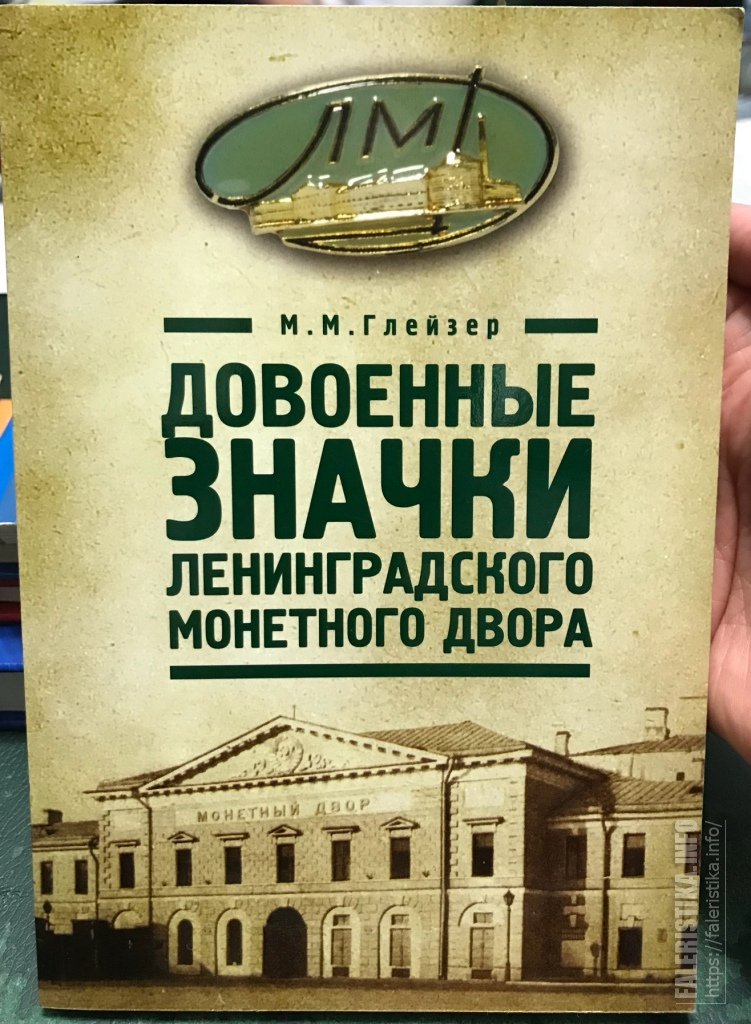 ЛМД
М.М.Глейзер
ДОВОЕННЫЕ
ЗНАЧКИ
ЛЕНИНГРАДСКОГО
МОНЕТНОГО ДВОРА
МОНЕТНЫЙ ДВОР
FALERISTIKA.INFO
https://faleristika.info/